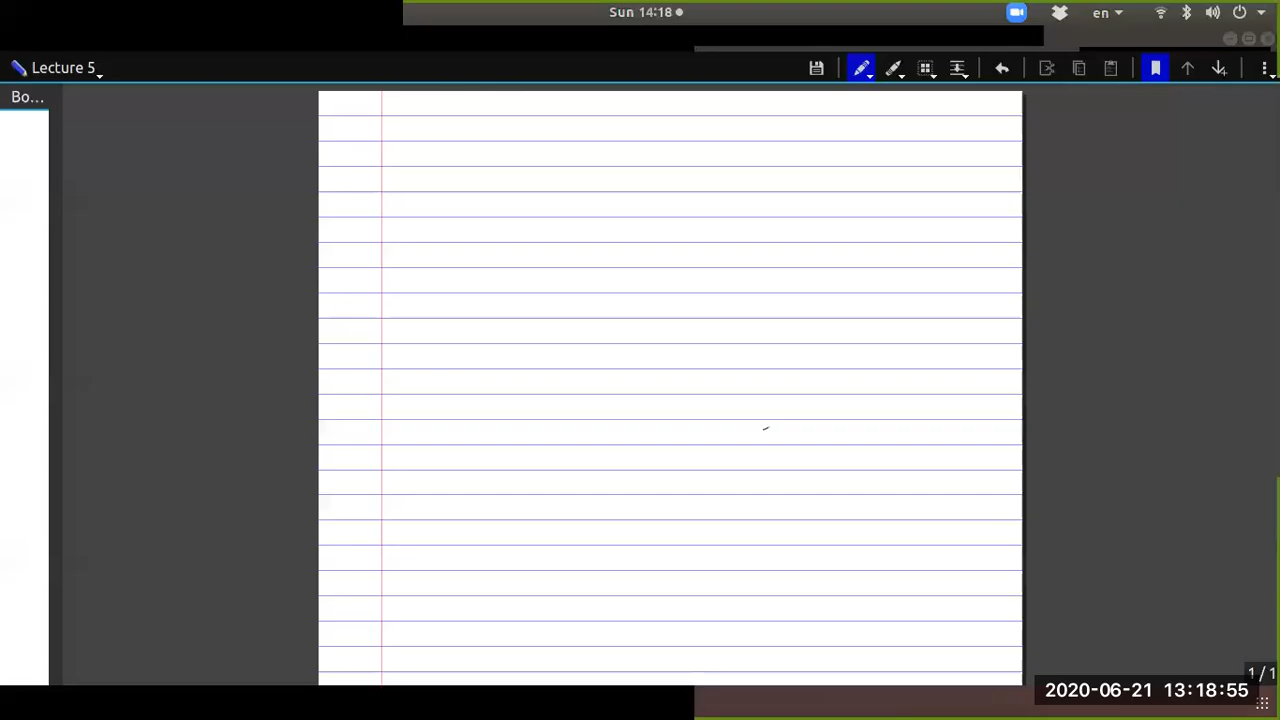 Sun 14:18
en
Lecture 5
Bo...
1 / 1
2020-06-21 13:18:55